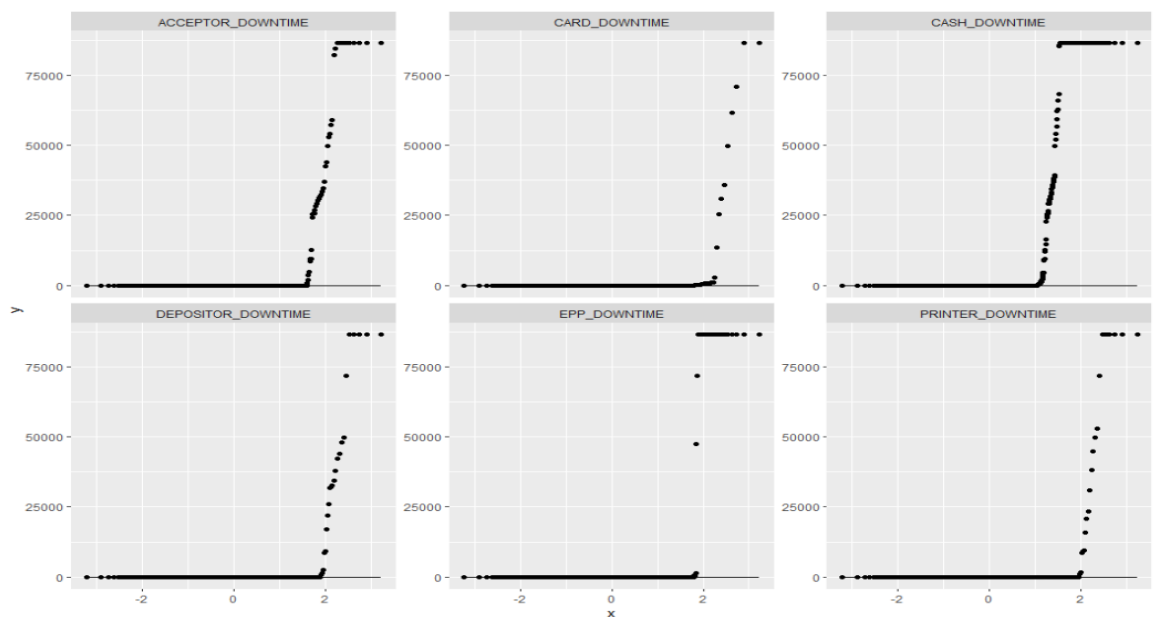 ACCEPTOR_DOWNTIME CARD_DOWNTIME CASH_DOWNTIME
75000 75000 75000
50000 50000 50000
25000 25000 25000
0 0 0
y
DEPOSITOR_DOWNTIME EPP_DOWNTIME PRINTER_DOWNTIME
75000 75000 75000
50000 50000 50000
25000 25000 25000
0 0 0
-2 0 2 -2 0 2 -2 0 2
x